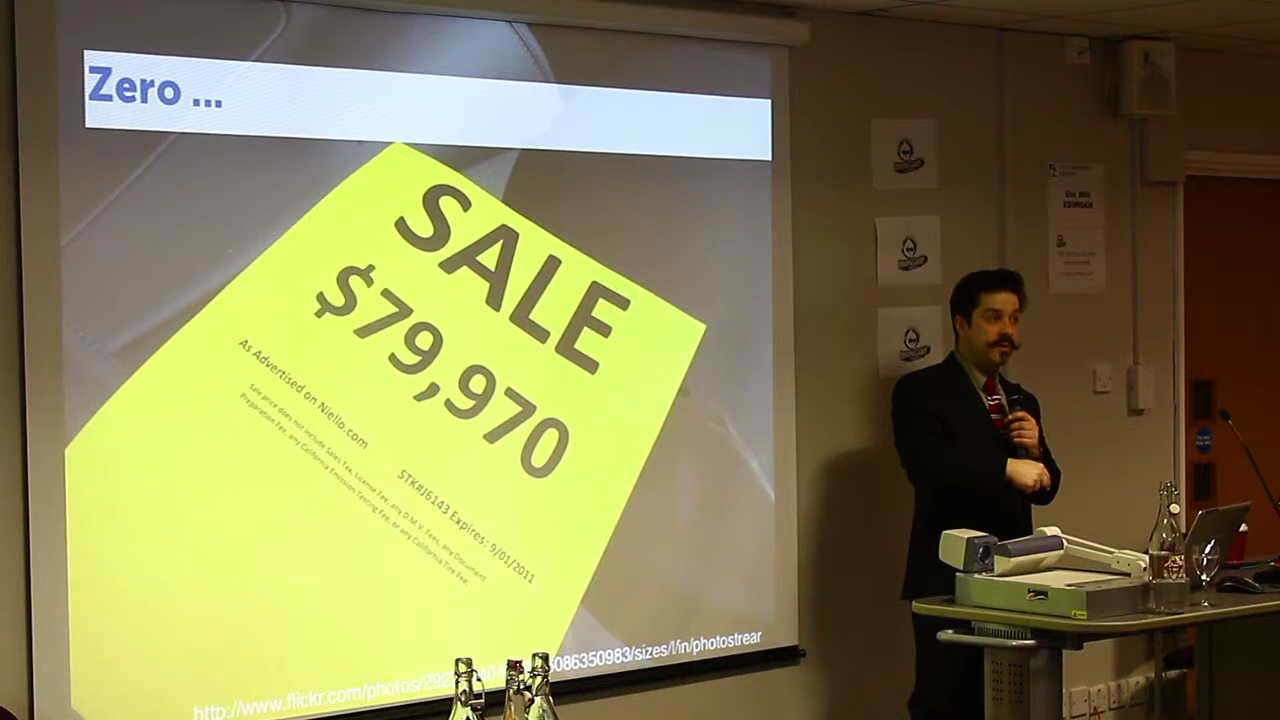 Zero ...
SALE
$79,970
As Advertised on Niello.com
STK#J6143 Expires: 9/01/2011
Sale price does not include Sales Tax, License Fee, any D.M.V. Fees, any Document
Preparation Fee, any California Emission Testing Fee, or any California Tire Fee.
086350983/sizes/l/in/photostrear
http://www.flickr.com/photos/292
EDUROAM